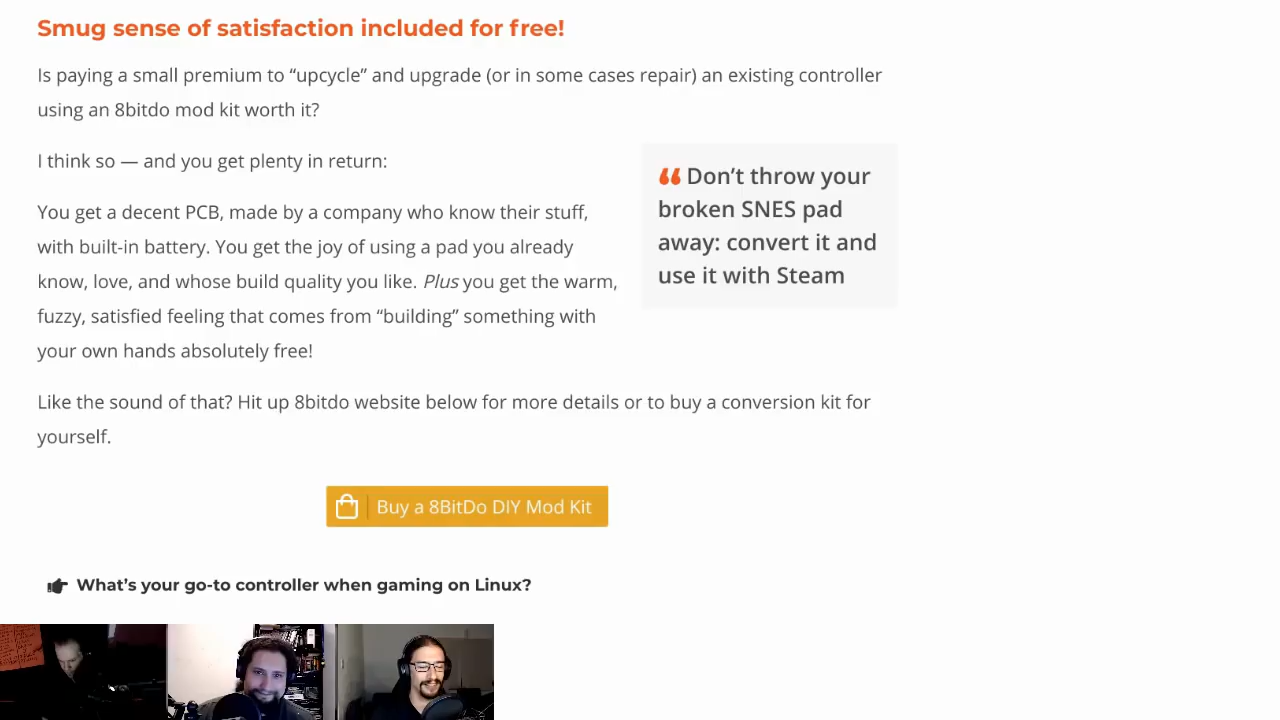 Smug sense of satisfaction included for free!
Is paying a small premium to “upcycle” and upgrade (or in some cases repair) an existing controller
using an 8bitdo mod kit worth it?
I think so — and you get plenty in return:
You get a decent PCB, made by a company who know their stuff,
with built-in battery. You get the joy of using a pad you already
know, love, and whose build quality you like. Plus you get the warm,
fuzzy, satisfied feeling that comes from “building” something with
your own hands absolutely free!
Don’t throw your
broken SNES pad
away: convert it and
use it with Steam
Like the sound of that? Hit up 8bitdo website below for more details or to buy a conversion kit for
yourself.
Buy a 8BitDo DIY Mod Kit
What’s your go-to controller when gaming on Linux?